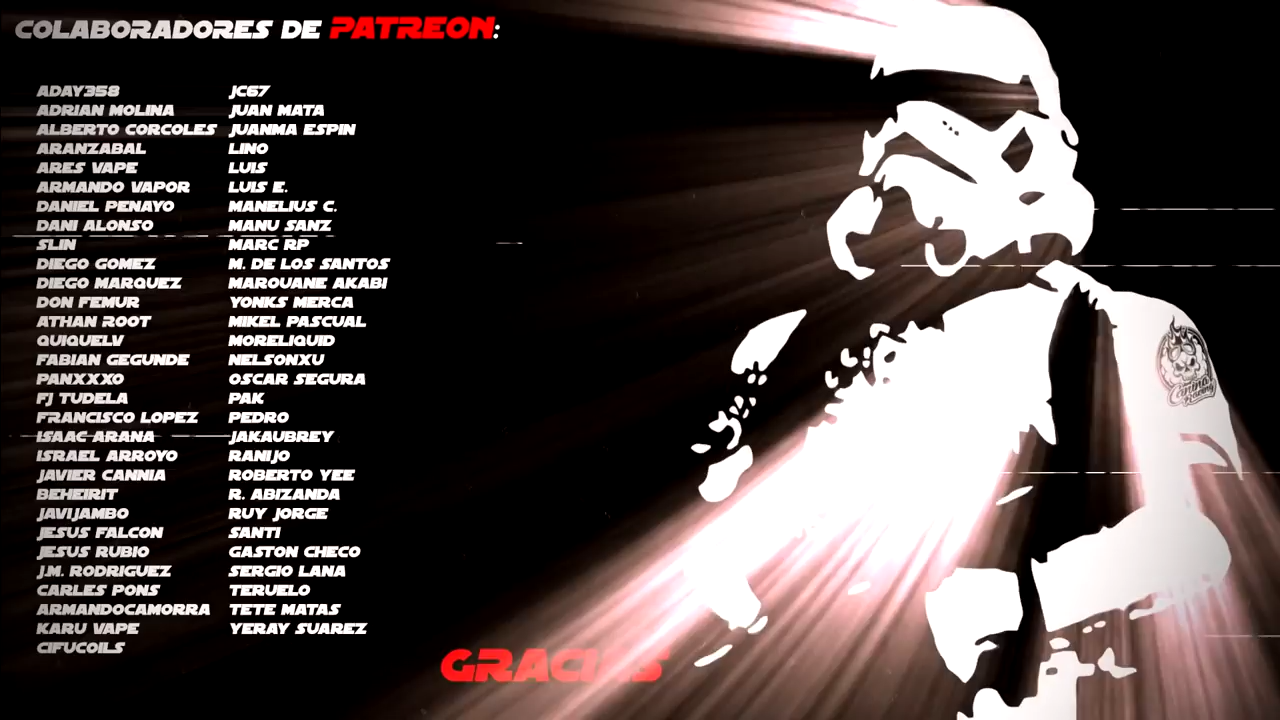 COLABORADORES DE PATREON:
ADAY358
ADRIAN MOLINA
ALBERTO CORCOLES
ARANZABAL
ARES VAPE
ARMANDO VAPOR
DANIEL PENAYO
DANI ALONSO
SLIN
DIEGO GOMEZ
DIEGO MARQUEZ
DON FEMUR
ATHAN ROOT
QUIQUELV
FABIAN GEGUNDE
PANXXXO
FJ TUDELA
FRANCISCO LOPEZ
ISAAC ARANA
ISRAEL ARROYO
JAVIER CANNIA
BEHEIRIT
JAVIJAMBO
JESUS FALCON
JESUS RUBIO
J.M. RODRIGUEZ
CARLES PONS
ARMANDOCAMORRA
KARU VAPE
CIFUCOILS
JC67
JUAN MATA
JUANMA ESPIN
LINO
LUIS
LUIS E.
MANELIUS C.
MANU SANZ
MARC RP
M. DE LOS SANTOS
MAROUANE AKABI
YONKS MERCA
MIKEL PASCUAL
MORELIQUID
NELSONXU
OSCAR SEGURA
PAK
PEDRO
JAKAUBREY
RANIJO
ROBERTO YEE
R. ABIZANDA
RUY JORGE
SANTI
GASTON CHECO
SERGIO LANA
TERUELO
TETE MATAS
YERAY SUAREZ
GRACIAS